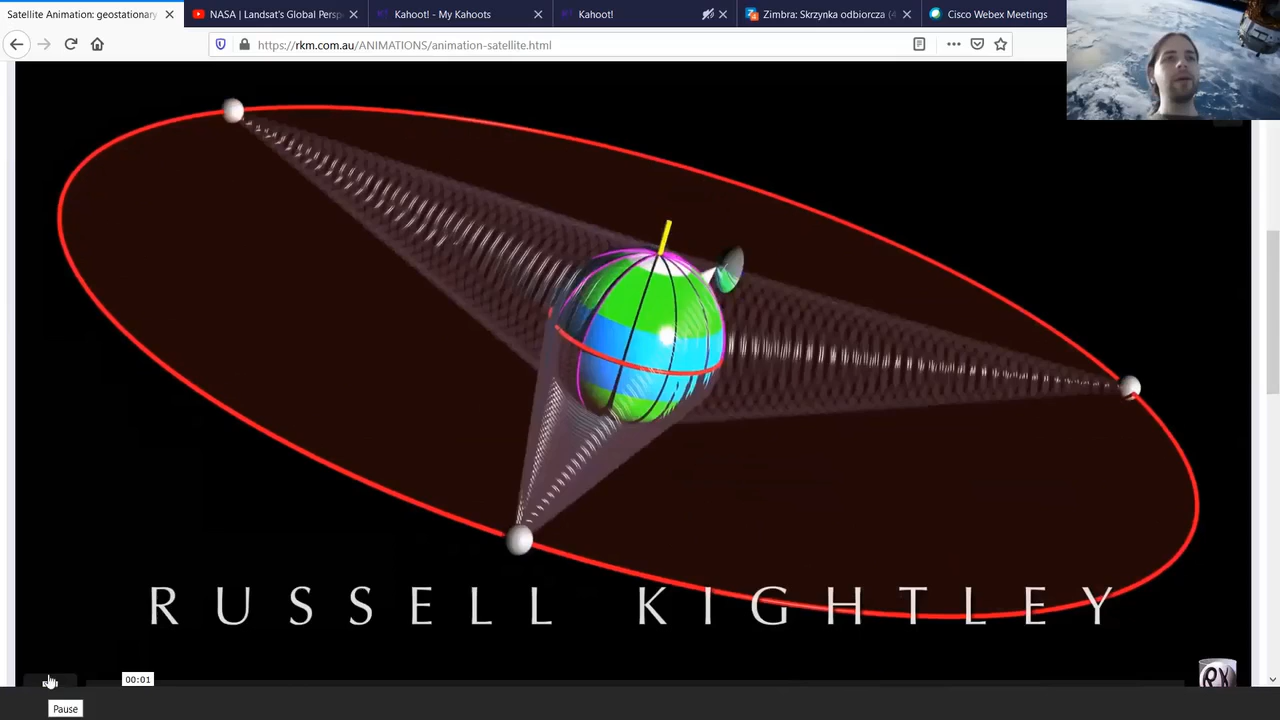 Satellite Animation: geostationary
NASA | Landsat's Global Persp
Kahoot! - My Kahoots
Kahoot!
Zimbra: Skrzynka odbiorcza (4
Cisco Webex Meetings
https://rkm.com.au/ANIMATIONS/animation-satellite.html
RUSSELL KIGHTLEY
00:01
Pause